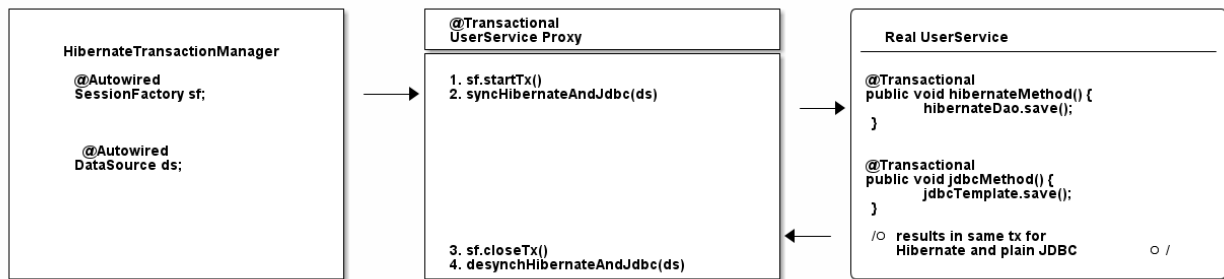 HibernateTransactionManager
@Autowired
SessionFactory sf;
@Autowired
DataSource ds;
@Transactional
UserService Proxy
1. sf.startTx()
2. syncHibernateAndJdbc(ds)
3. sf.closeTx()
4. desynchHibernateAndJdbc(ds)
Real UserService
@Transactional
public void hibernateMethod() {
hibernateDao.save();
}
@Transactional
public void jdbcMethod() {
jdbcTemplate.save();
}
/○ results in same tx for
Hibernate and plain JDBC ○ /